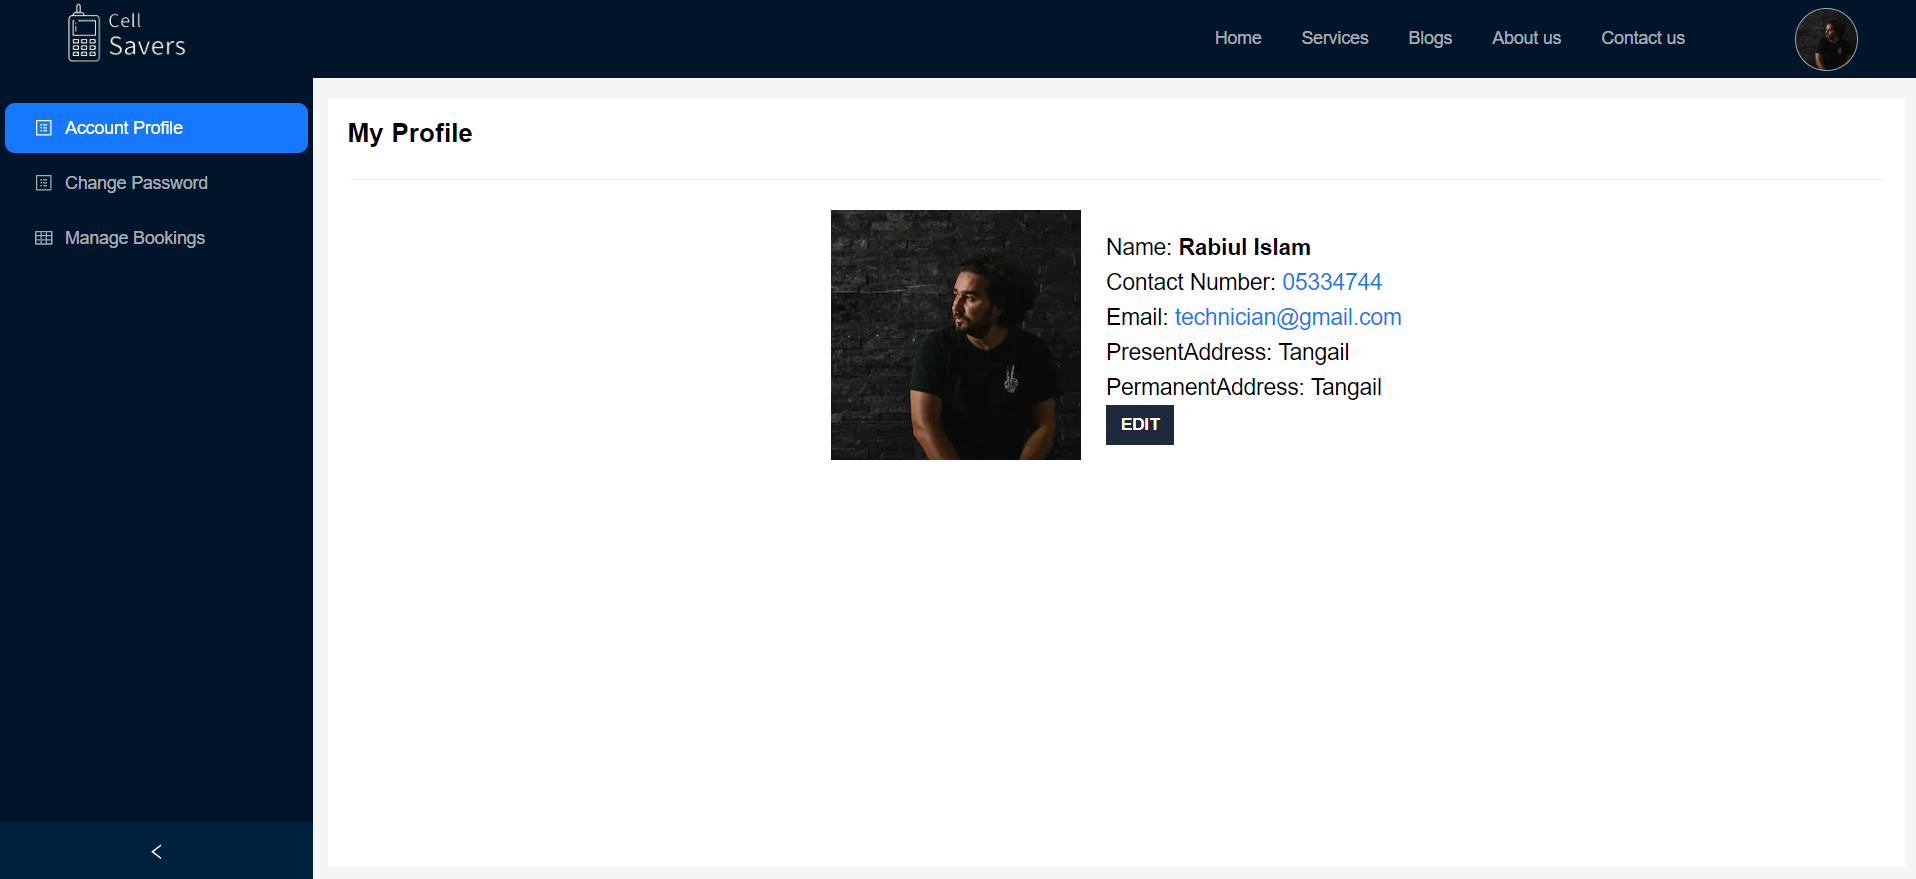 Cell
Savers
Home
Services
Blogs
About us
Contact us
Account Profile
Change Password
Manage Bookings
My Profile
Name: Rabiul Islam
Contact Number: 05334744
Email: technician@gmail.com
PresentAddress: Tangail
PermanentAddress: Tangail
EDIT